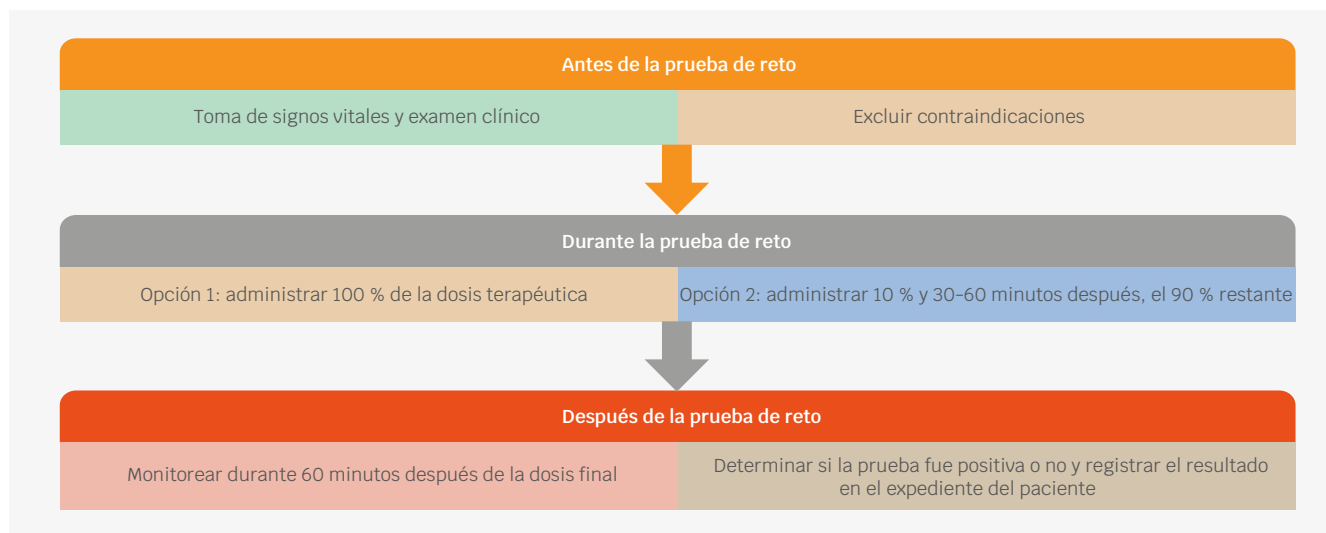 Antes de la prueba de reto
Toma de signos vitales y examen clínico
Excluir contraindicaciones
Durante la prueba de reto
Opción 1: administrar 100 % de la dosis terapéutica
Opción 2: administrar 10 % y 30-60 minutos después, el 90 % restante
Después de la prueba de reto
Monitorear durante 60 minutos después de la dosis final
Determinar si la prueba fue positiva o no y registrar el resultado
en el expediente del paciente